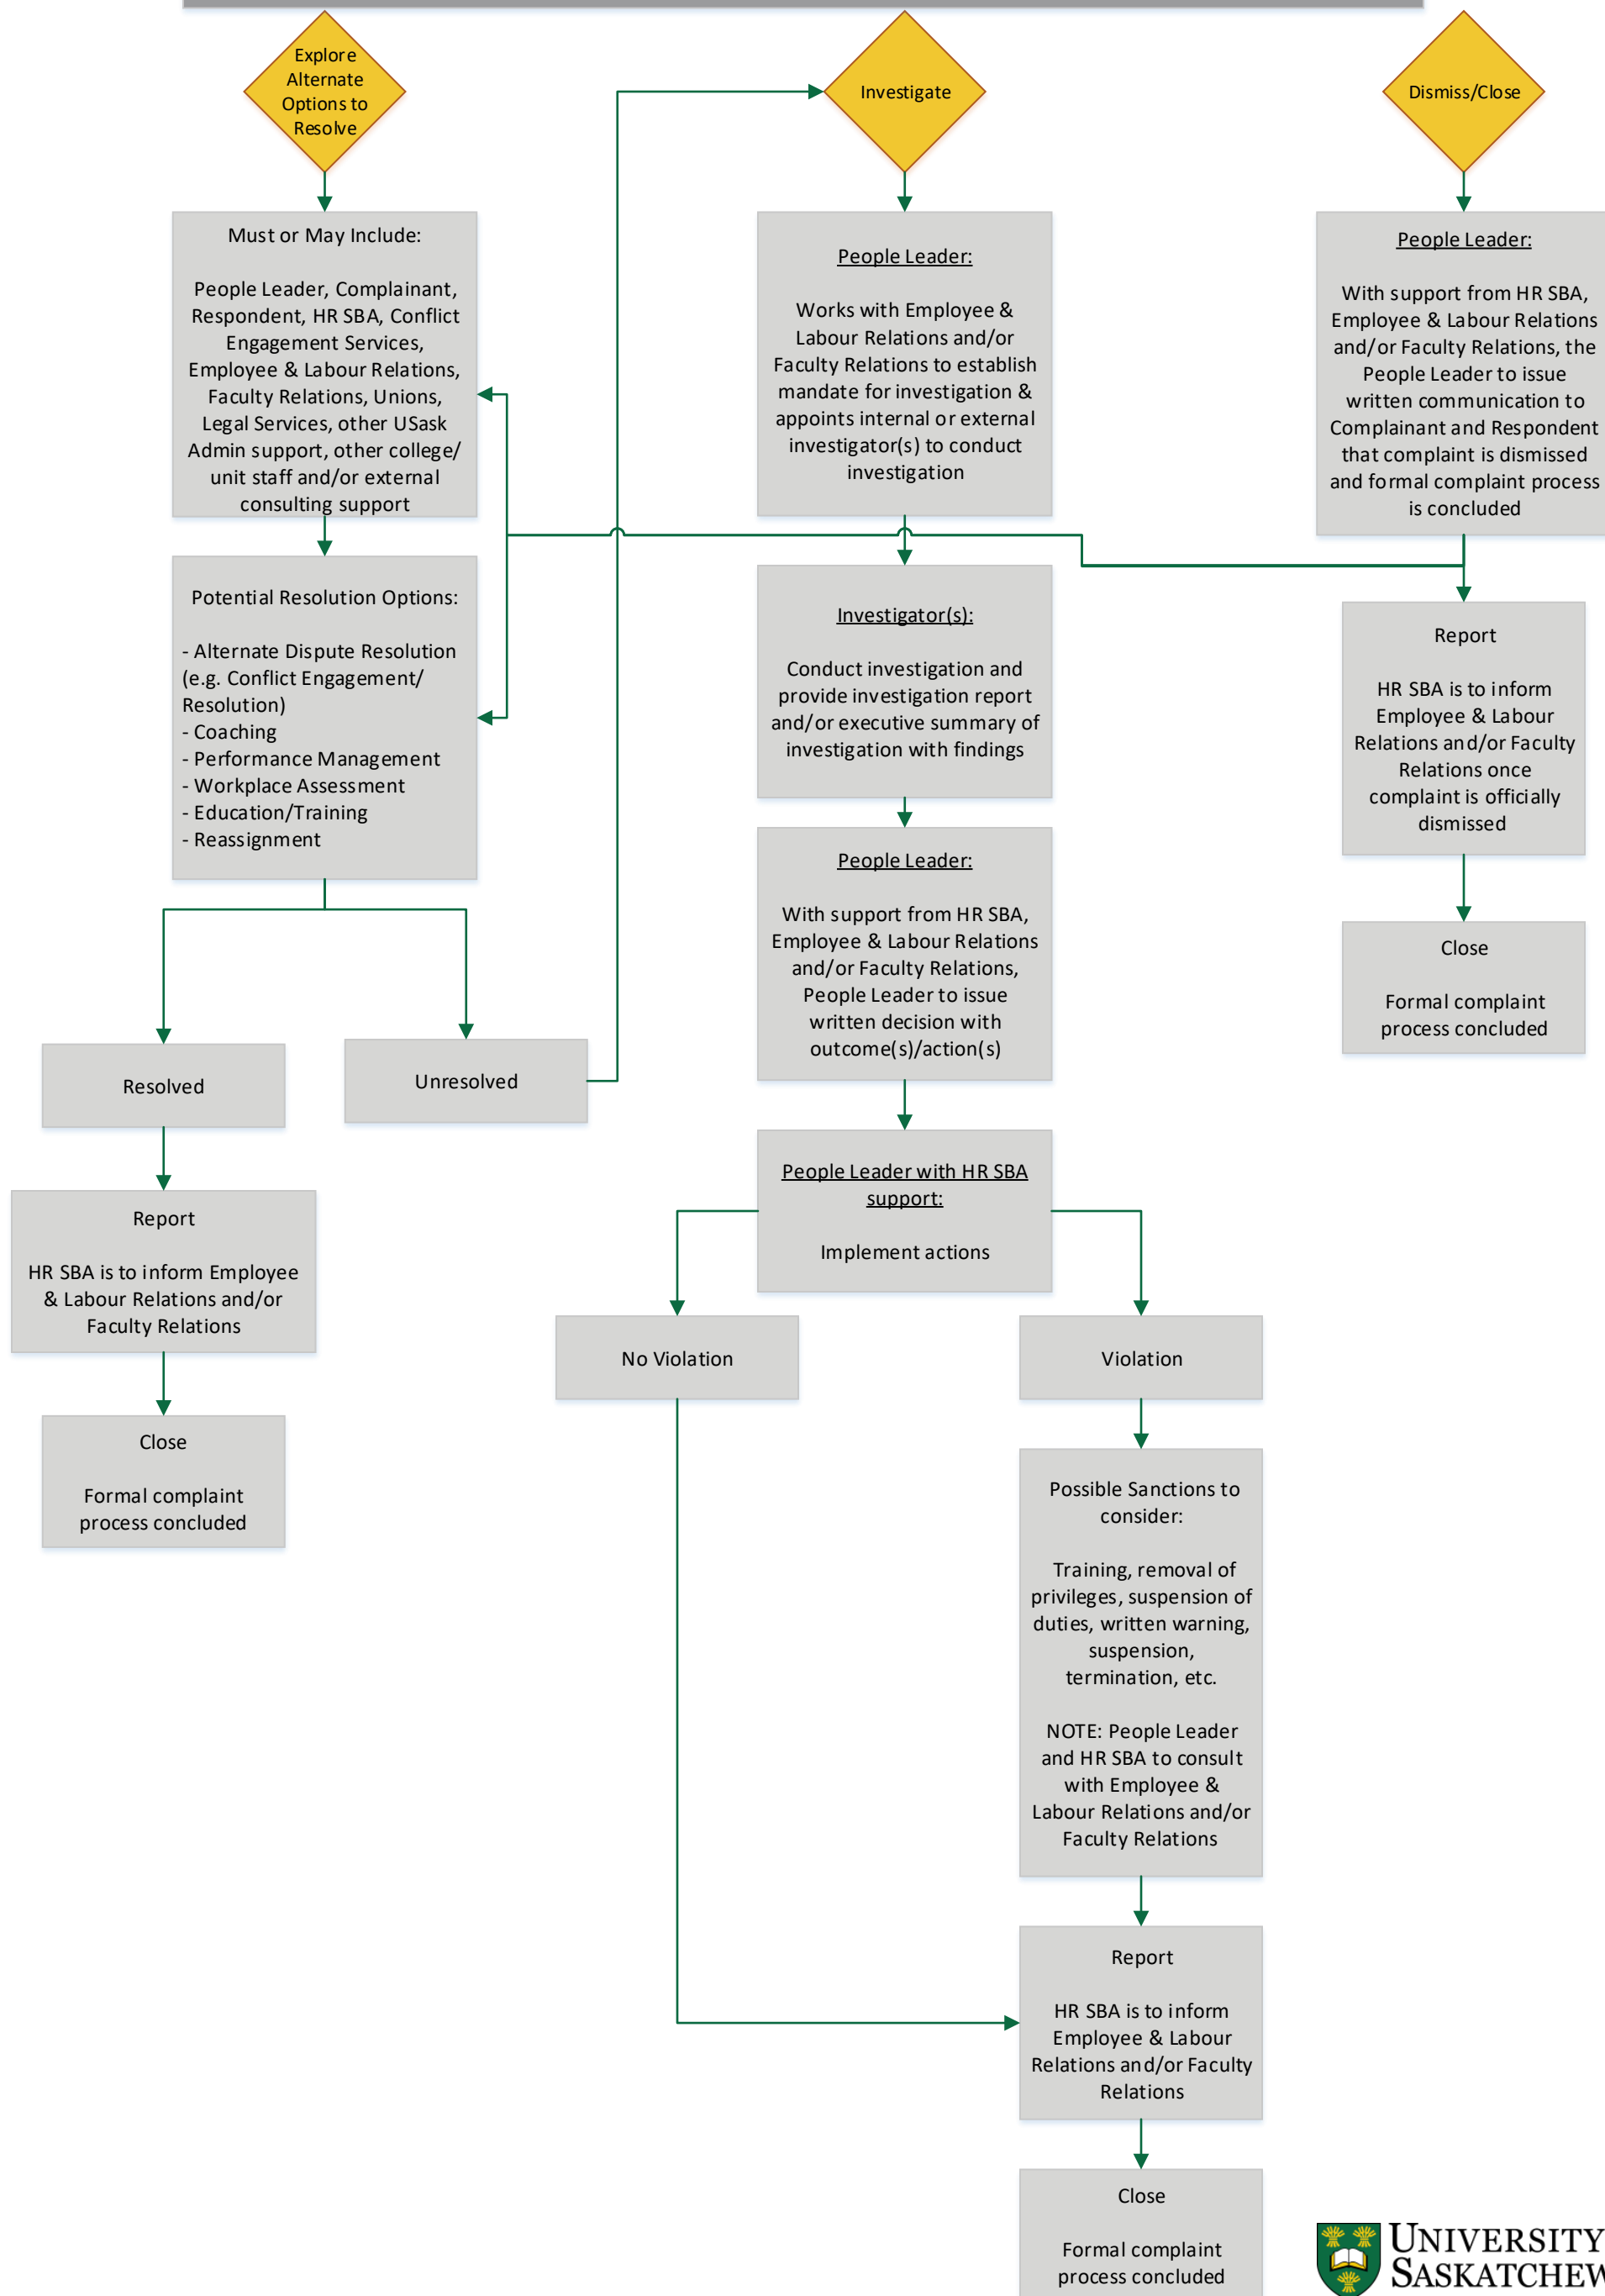 Explore
Alternate
Options to
Resolve
Must or May Include:
People Leader, Complainant,
Respondent, HR SBA, Conflict
Engagement Services,
Employee & Labour Relations,
Faculty Relations, Unions,
Legal Services, other USask
Admin support, other college/
unit staff and/or external
consulting support
Potential Resolution Options:
- Alternate Dispute Resolution
(e.g. Conflict Engagement/
Resolution)
- Coaching
- Performance Management
- Workplace Assessment
- Education/Training
- Reassignment
Resolved
Unresolved
Report
HR SBA is to inform Employee
& Labour Relations and/or
Faculty Relations
Close
Formal complaint
process concluded
Investigate
People Leader:
Works with Employee &
Labour Relations and/or
Faculty Relations to establish
mandate for investigation &
appoints internal or external
investigator(s) to conduct
investigation
Investigator(s):
Conduct investigation and
provide investigation report
and/or executive summary of
investigation with findings
People Leader:
With support from HR SBA,
Employee & Labour Relations
and/or Faculty Relations,
People Leader to issue
written decision with
outcome(s)/action(s)
People Leader with HR SBA
support:
Implement actions
No Violation
Violation
Possible Sanctions to
consider:
Training, removal of
privileges, suspension of
duties, written warning,
suspension,
termination, etc.
NOTE: People Leader
and HR SBA to consult
with Employee &
Labour Relations and/or
Faculty Relations
Report
HR SBA is to inform
Employee & Labour
Relations and/or Faculty
Relations
Close
Formal complaint
process concluded
Dismiss/Close
People Leader:
With support from HR SBA,
Employee & Labour Relations
and/or Faculty Relations, the
People Leader to issue
written communication to
Complainant and Respondent
that complaint is dismissed
and formal complaint process
is concluded
Report
HR SBA is to inform
Employee & Labour
Relations and/or Faculty
Relations once
complaint is officially
dismissed
Close
Formal complaint
process concluded
UNIVERSITY
SASKATCHEW